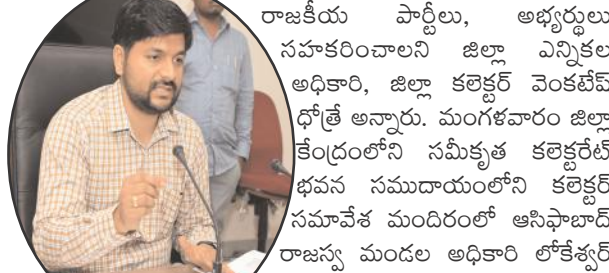 రాజకీయ పార్టీలు, అభ్యర్థులు
సహకరించాలని జిల్లా ఎన్నికల
అధికారి, జిల్లా కలెక్టర్ వెంకటేష్
ధోత్రే అన్నారు. మంగళవారం జిల్లా
కేంద్రంలోని సమీకృత కలెక్టరేట్
భవన సముదాయంలోని కలెక్టర్
సమావేశ మందిరంలో ఆసిఫాబాద్
రాజస్వ మండల అధికారి లోకేశ్వర్